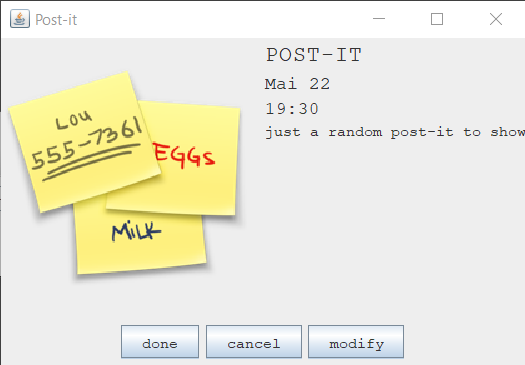 Post-it
POST-IT
Mai 22
19:30
just a random post-it to show
Lou
555-7361
EGGs
MiLK
done
cancel
modify